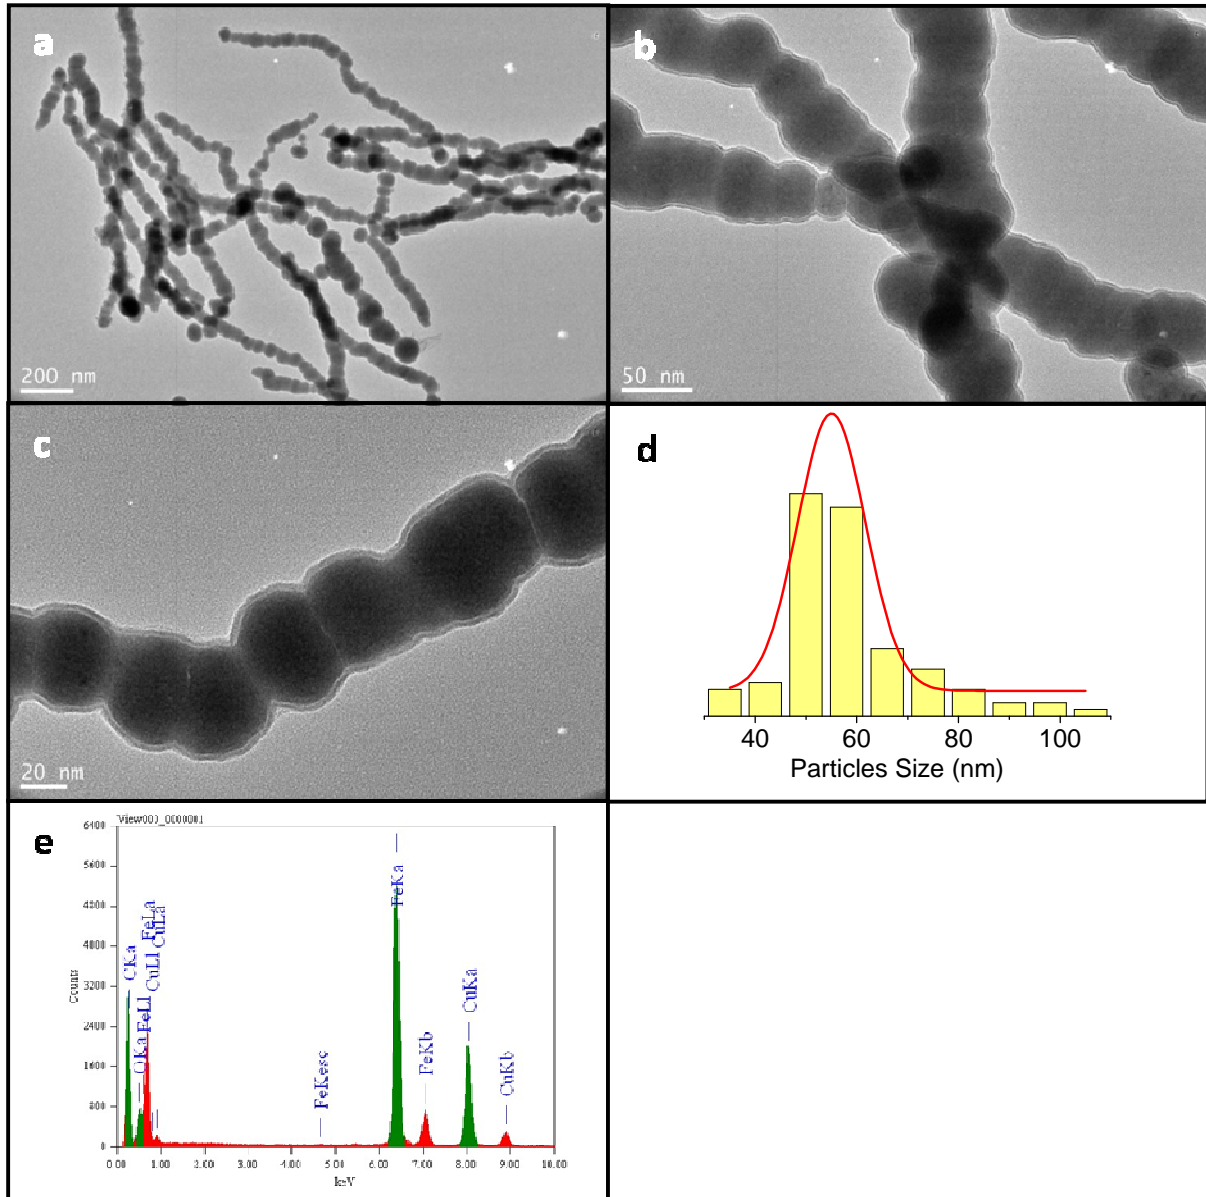 a
200 nm
b
50 nm
c
20 nm
d
40 60 80 100
Particles Size (nm)
e
View003_0000001
6400
5600
4800
4000
3200
2400
1600
800
0
Counts
CKa
OKa
FeLl
CuLl
FeLa
CuLa
FeKesc
FeKa
FeKb
CuKa
CuKb
0.00 1.00 2.00 3.00 4.00 5.00 6.00 7.00 8.00 9.00 10.00
keV